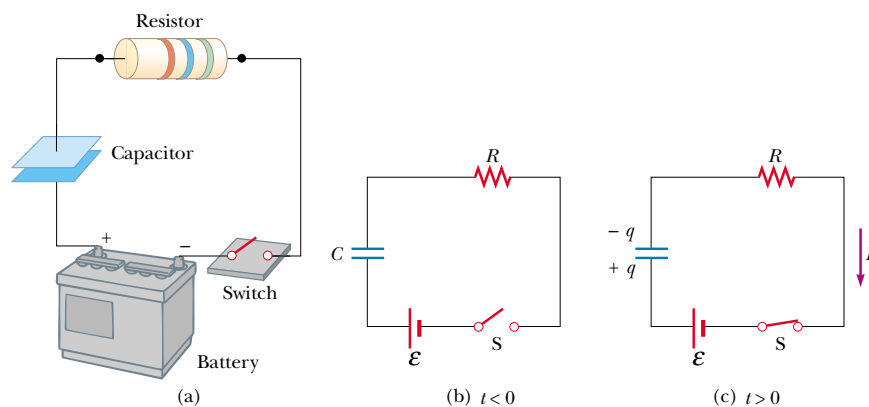 Resistor
Capacitor
+
−
Switch
Battery
(a)
R
C
ε
S
(b) t < 0
R
− q
+ q
ε
S
(c) t > 0